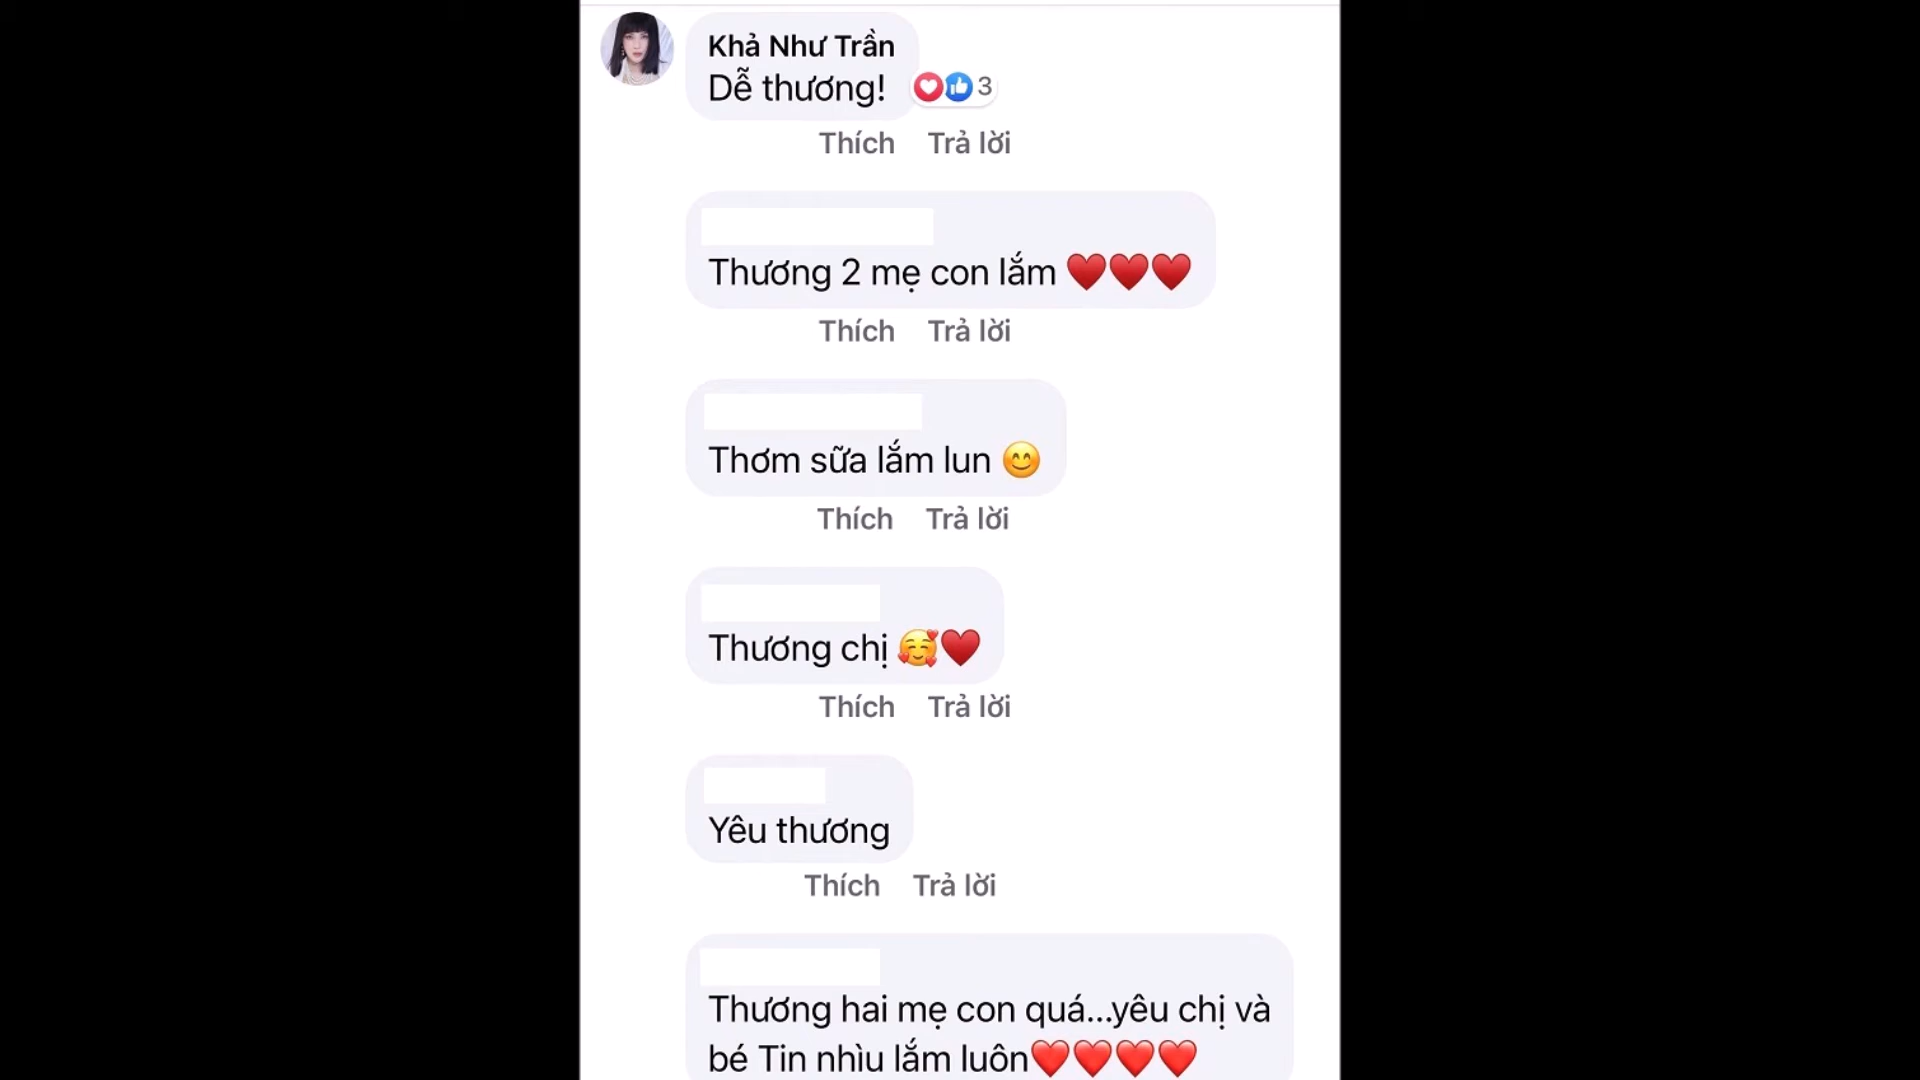 Khả Như Trần
Dễ thương! ❤️👍 3
Thích Trả lời
Thương 2 mẹ con lắm ♥️♥️♥️
Thích Trả lời
Thơm sữa lắm lun 😊
Thích Trả lời
Thương chị 🥰♥️
Thích Trả lời
Yêu thương
Thích Trả lời
Thương hai mẹ con quá...yêu chị và
bé Tin nhìu lắm luôn❤️❤️❤️❤️